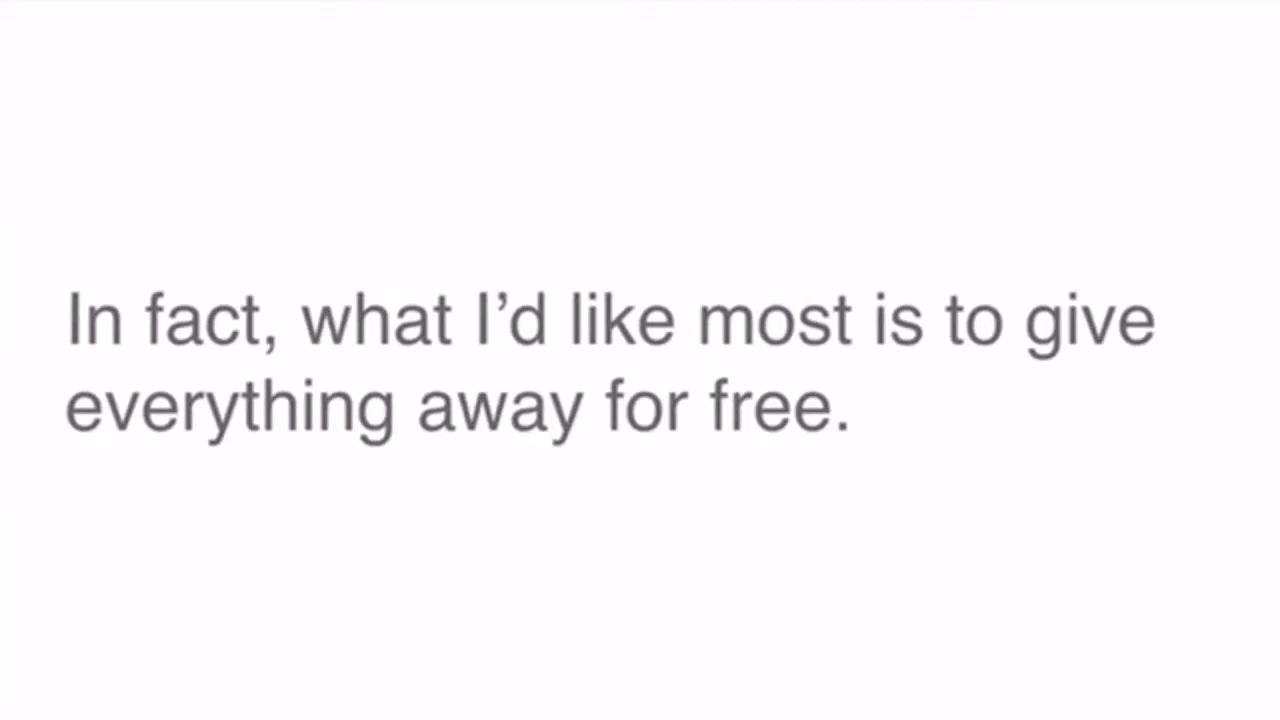 In fact, what I’d like most is to give
everything away for free.